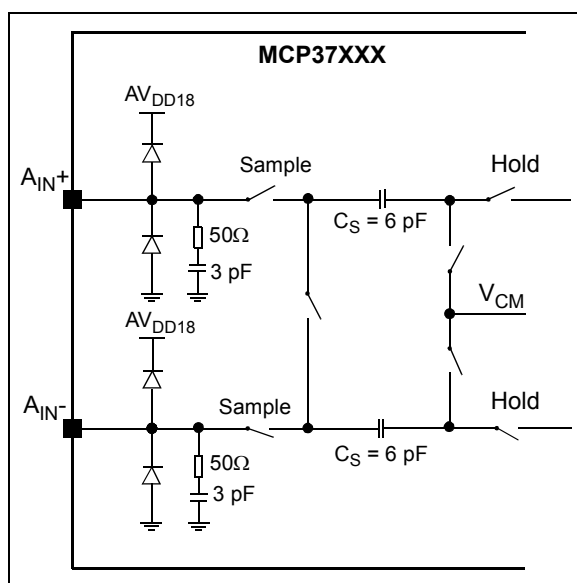 MCP37XXX
AVDD18
AIN+
Sample
Hold
CS = 6 pF
50Ω
3 pF
VCM
AVDD18
AIN-
Sample
Hold
CS = 6 pF
50Ω
3 pF